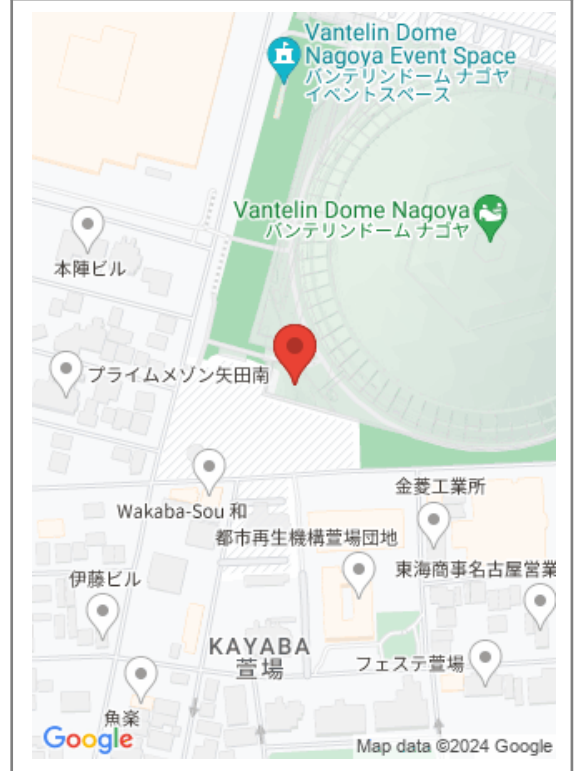 Vantelin Dome
Nagoya Event Space
バンテリンドーム ナゴヤ
イベントスペース
Vantelin Dome Nagoya
バンテリンドーム ナゴヤ
本陣ビル
プライムメゾン矢田南
Wakaba-Sou 和
金菱工業所
都市再生機構萱場団地
東海商事名古屋営業
伊藤ビル
KAYABA
萱場
フェステ萱場
魚楽
Google
Map data ©2024 Google